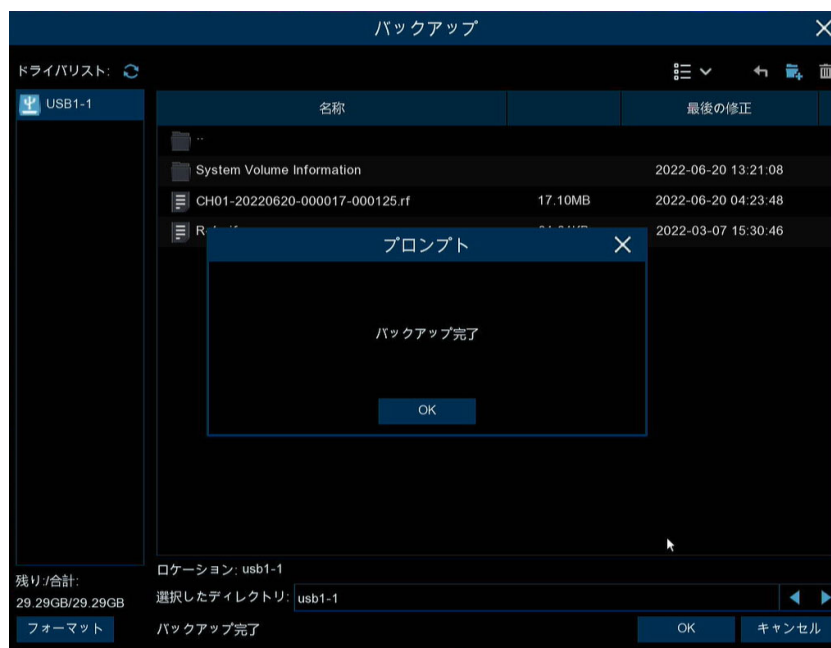 バックアップ
ドライバリスト:
USB1-1
名称 最後の修正
..
System Volume Information 2022-06-20 13:21:08
CH01-20220620-000017-000125.rf 17.10MB 2022-06-20 04:23:48
2022-03-07 15:30:46
プロンプト
バックアップ完了
OK
ロケーション: usb1-1
残り:/合計:
選択したディレクトリ: usb1-1
29.29GB/29.29GB
フォーマット バックアップ完了 OK キャンセル